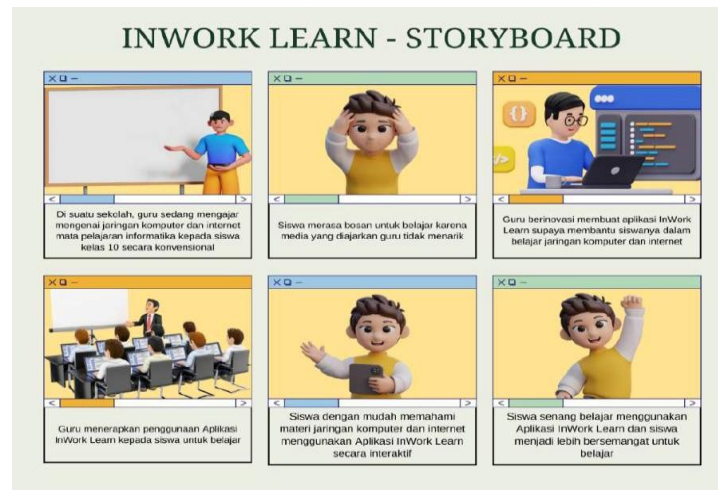 INWORK LEARN - STORYBOARD
Di suatu sekolah, guru sedang mengajar
mengenai jaringan komputer dan internet
mata pelajaran informatika kepada siswa
kelas 10 secara konvensional
Siswa merasa bosan untuk belajar karena
media yang diajarkan guru tidak menarik
Guru berinovasi membuat aplikasi InWork
Learn supaya membantu siswanya dalam
belajar jaringan komputer dan internet
Guru menerapkan penggunaan Aplikasi
InWork Learn kepada siswa untuk belajar
Siswa dengan mudah memahami
materi jaringan komputer dan internet
menggunakan Aplikasi InWork Learn
secara interaktif
Siswa senang belajar menggunakan
Aplikasi InWork Learn dan siswa
menjadi lebih bersemangat untuk
belajar